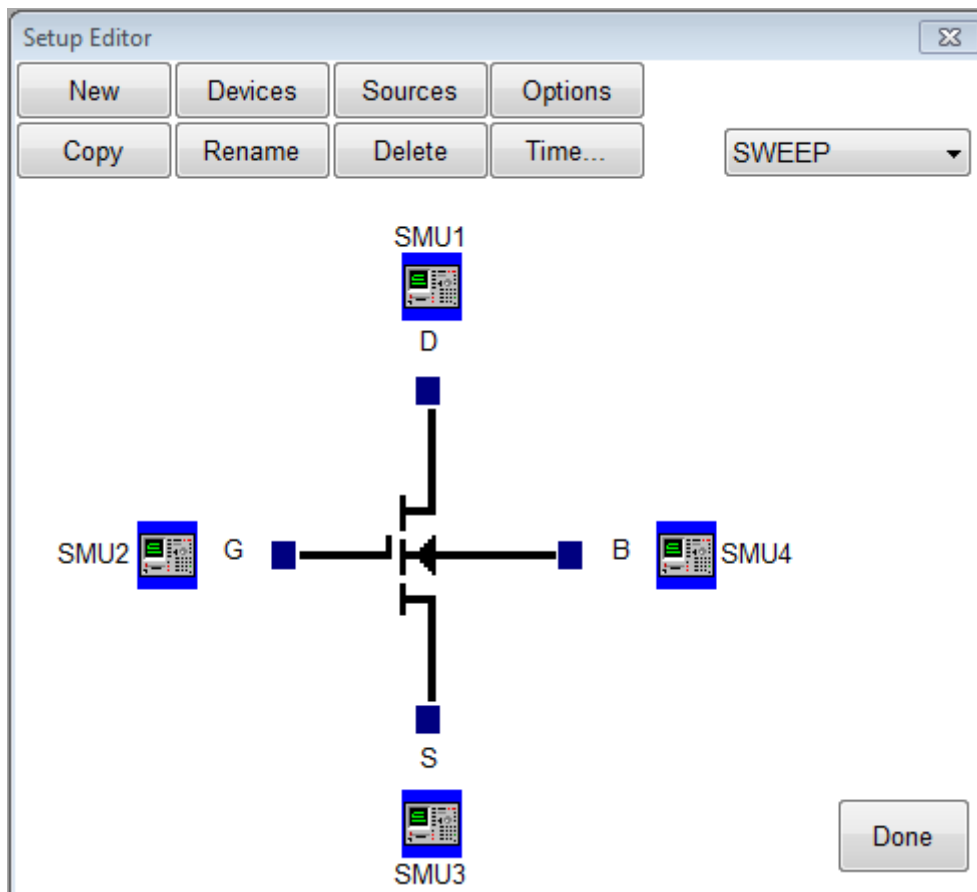 Setup Editor
New Devices Sources Options
Copy Rename Delete Time... SWEEP
SMU1
D
SMU2 G B SMU4
S
Done
SMU3